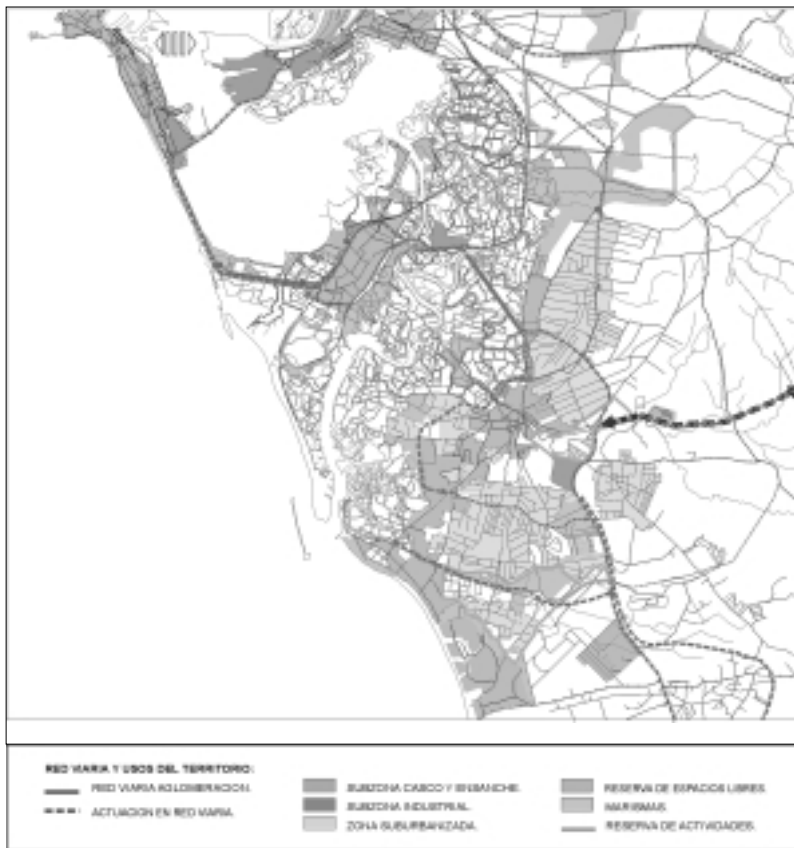 RED VIARIA Y USOS DEL TERRITORIO:
RED VIARIA AGLOMERACION.
ACTUACION EN RED VIARIA.
SUBZONA CASCO Y ENSANCHE.
SUBZONA INDUSTRIAL.
ZONA SUBURBANIZADA.
RESERVA DE ESPACIOS LIBRES.
MARISMAS.
RESERVA DE ACTIVIDADES.